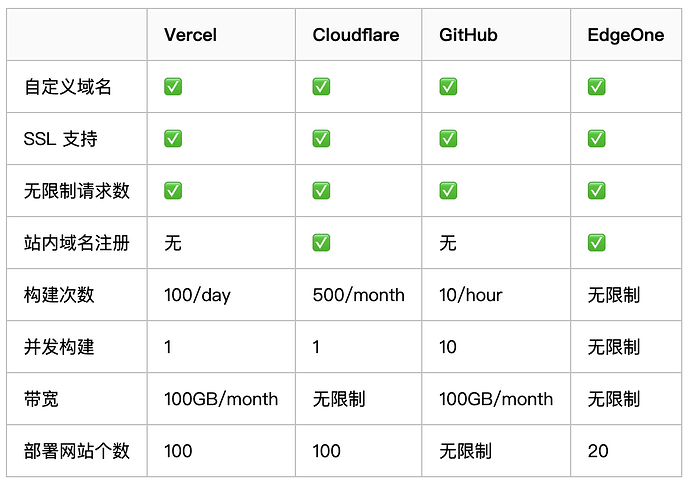 Vercel Cloudflare GitHub EdgeOne
自定义域名 ✅ ✅ ✅ ✅
SSL 支持 ✅ ✅ ✅ ✅
无限制请求数 ✅ ✅ ✅ ✅
站内域名注册 无 ✅ 无 ✅
构建次数 100/day 500/month 10/hour 无限制
并发构建 1 1 10 无限制
带宽 100GB/month 无限制 100GB/month 无限制
部署网站个数 100 100 无限制 20